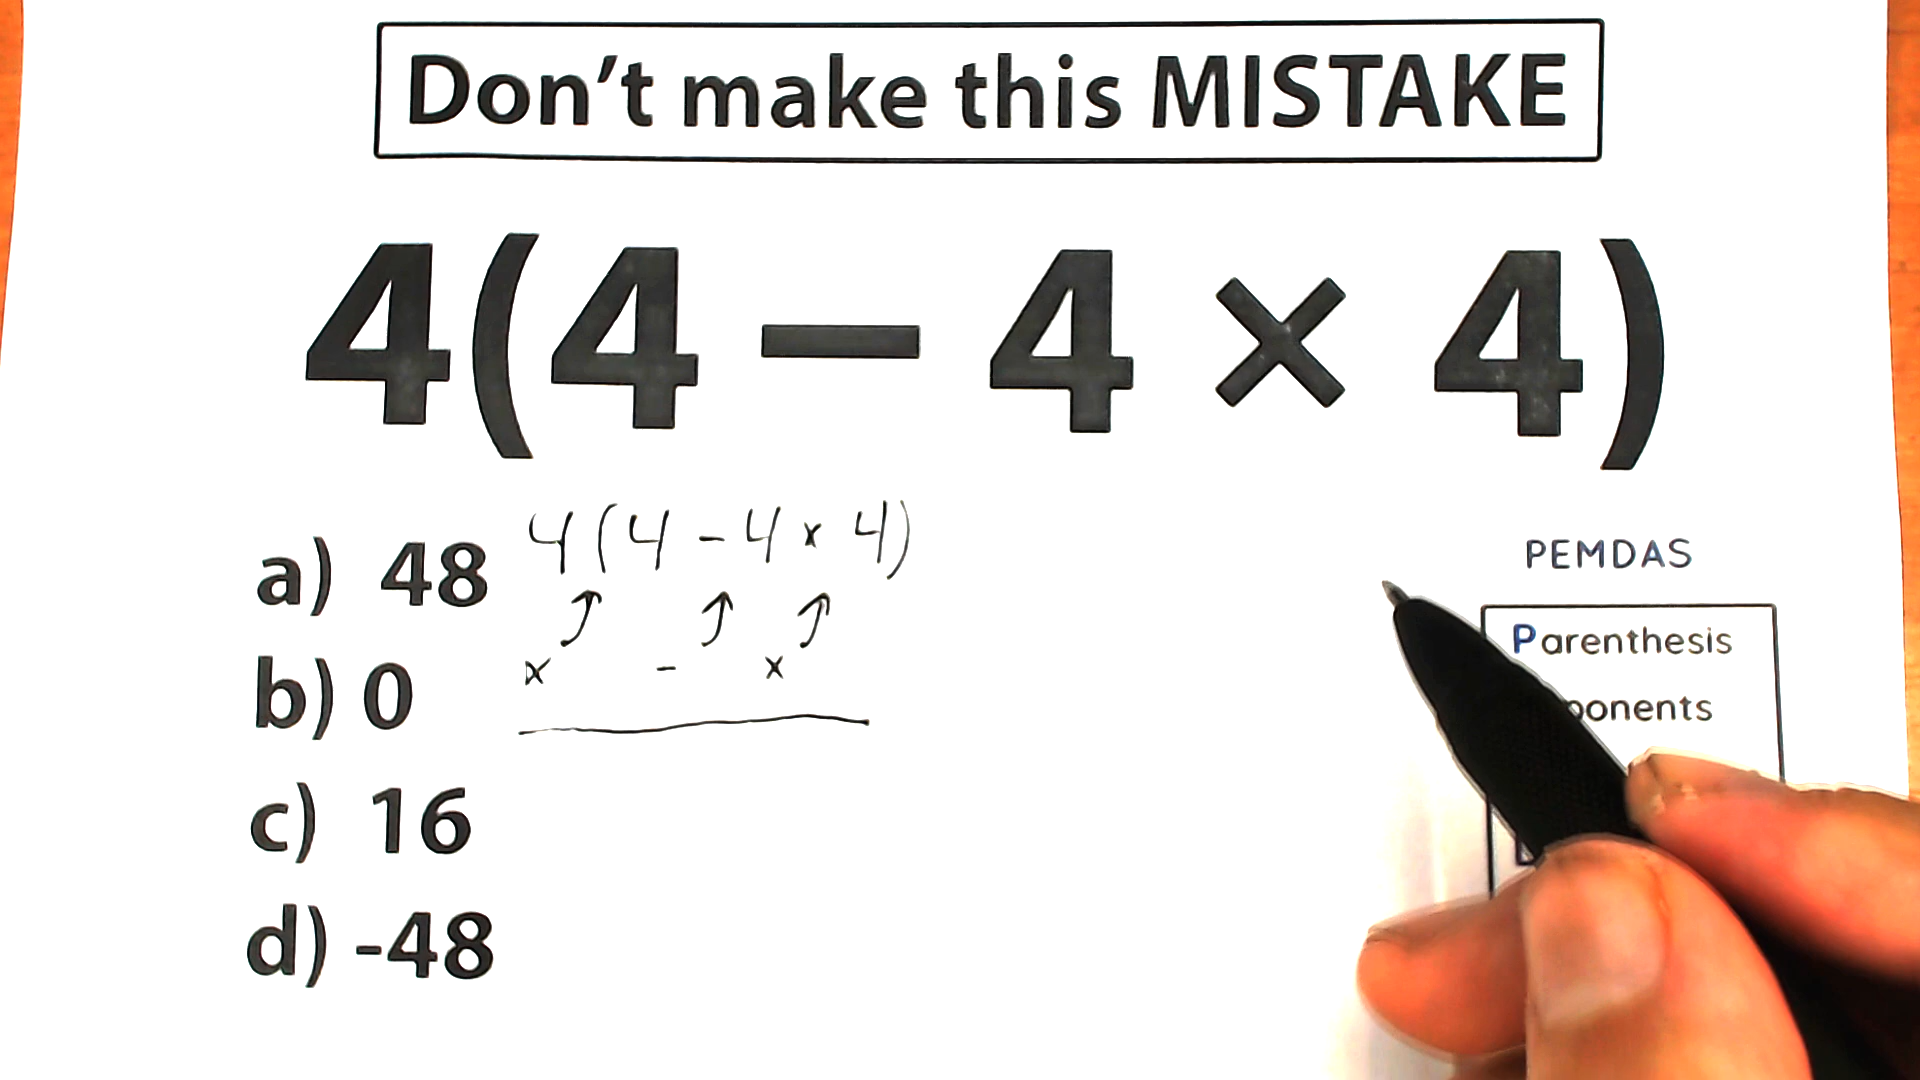 Don't make this MISTAKE
4(4 − 4 × 4)
a) 48
4(4 - 4 × 4)
× - ×
b) 0
c) 16
d) -48
PEMDAS
Parenthesis
ponents